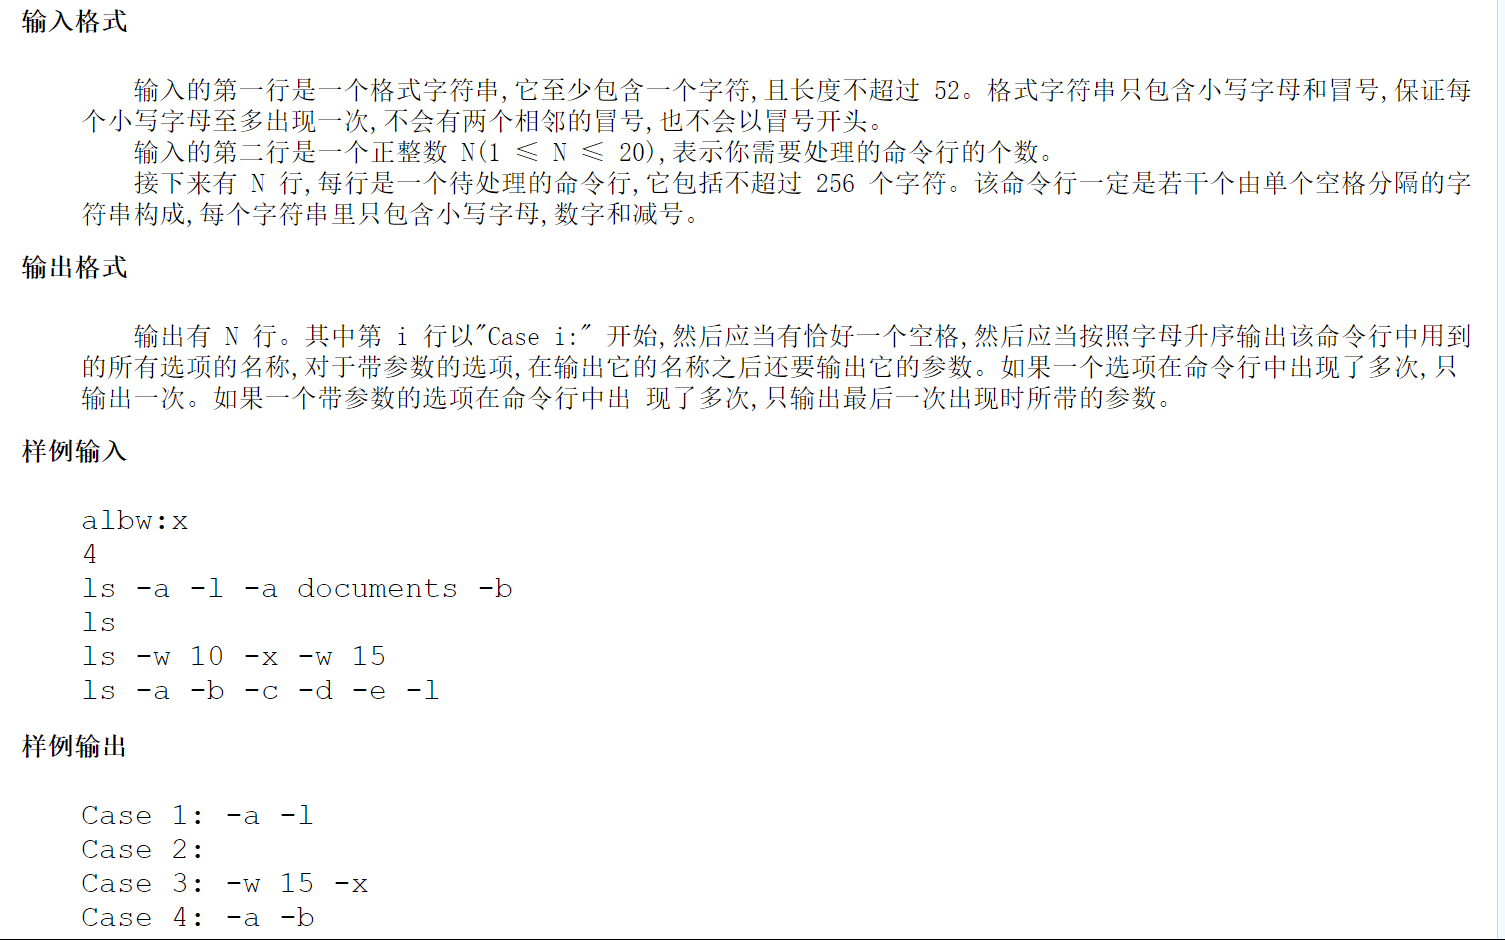 输入格式
输入的第一行是一个格式字符串,它至少包含一个字符,且长度不超过 52。格式字符串只包含小写字母和冒号,保证每
个小写字母至多出现一次,不会有两个相邻的冒号,也不会以冒号开头。
输入的第二行是一个正整数 N(1 ≤ N ≤ 20),表示你需要处理的命令行的个数。
接下来有 N 行,每行是一个待处理的命令行,它包括不超过 256 个字符。该命令行一定是若干个由单个空格分隔的字
符串构成,每个字符串里只包含小写字母,数字和减号。
输出格式
输出有 N 行。其中第 i 行以"Case i:" 开始,然后应当有恰好一个空格,然后应当按照字母升序输出该命令行中用到
的所有选项的名称,对于带参数的选项,在输出它的名称之后还要输出它的参数。如果一个选项在命令行中出现了多次,只
输出一次。如果一个带参数的选项在命令行中出 现了多次,只输出最后一次出现时所带的参数。
样例输入
albw:x
4
ls -a -l -a documents -b
ls
ls -w 10 -x -w 15
ls -a -b -c -d -e -l
样例输出
Case 1: -a -l
Case 2:
Case 3: -w 15 -x
Case 4: -a -b